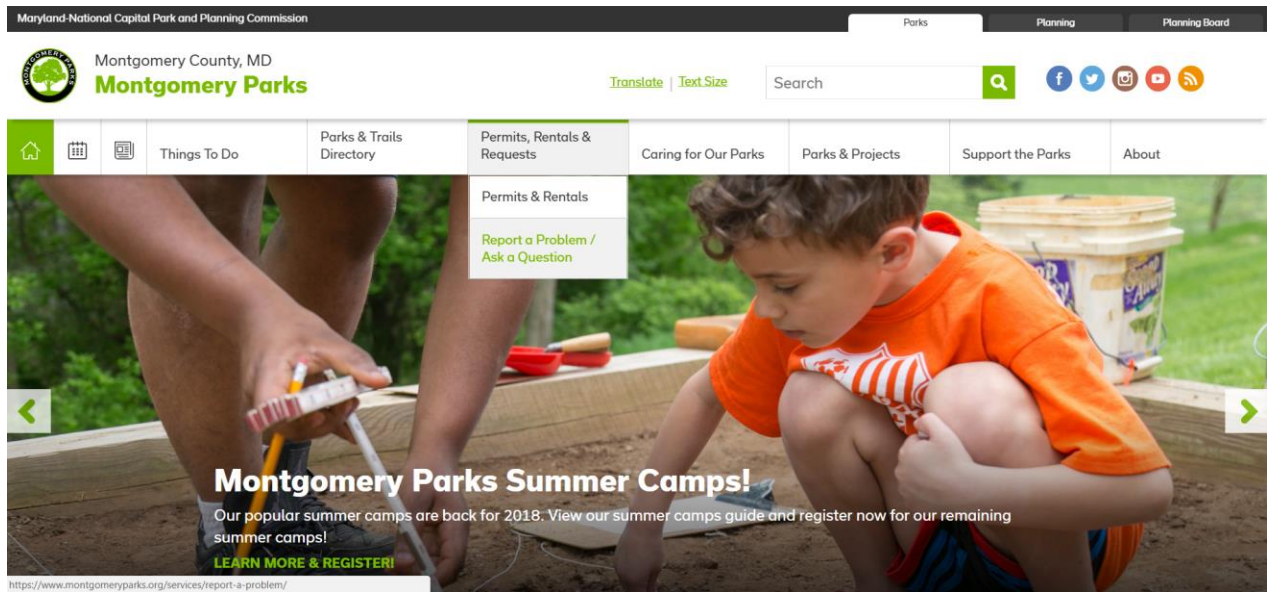 Maryland-National Capital Park and Planning Commission
Parks
Planning
Planning Board
MONTGOMERY PARKS
Montgomery County, MD
Montgomery Parks
Translate | Text Size
Search
Things To Do
Parks & Trails
Directory
Permits, Rentals &
Requests
Caring for Our Parks
Parks & Projects
Support the Parks
About
Permits & Rentals
Report a Problem /
Ask a Question
Montgomery Parks Summer Camps!
Our popular summer camps are back for 2018. View our summer camps guide and register now for our remaining
summer camps!
LEARN MORE & REGISTER!
https://www.montgomeryparks.org/services/report-a-problem/